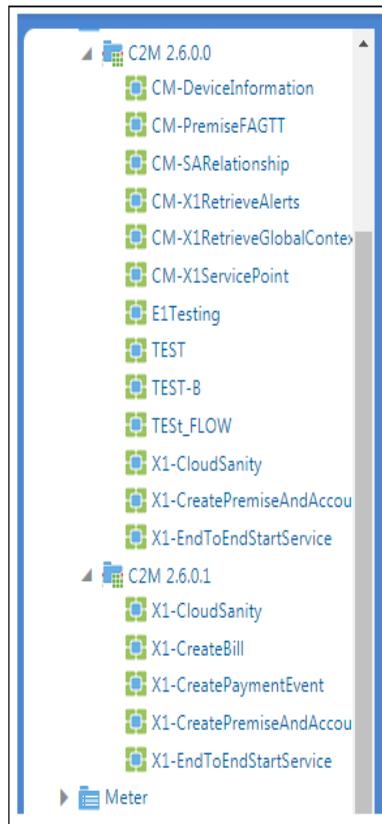 C2M 2.6.0.0
CM-DeviceInformation
CM-PremiseFAGTT
CM-SARelationship
CM-X1RetrieveAlerts
CM-X1RetrieveGlobalContex
CM-X1ServicePoint
E1Testing
TEST
TEST-B
TESt_FLOW
X1-CloudSanity
X1-CreatePremiseAndAccou
X1-EndToEndStartService
C2M 2.6.0.1
X1-CloudSanity
X1-CreateBill
X1-CreatePaymentEvent
X1-CreatePremiseAndAccou
X1-EndToEndStartService
Meter